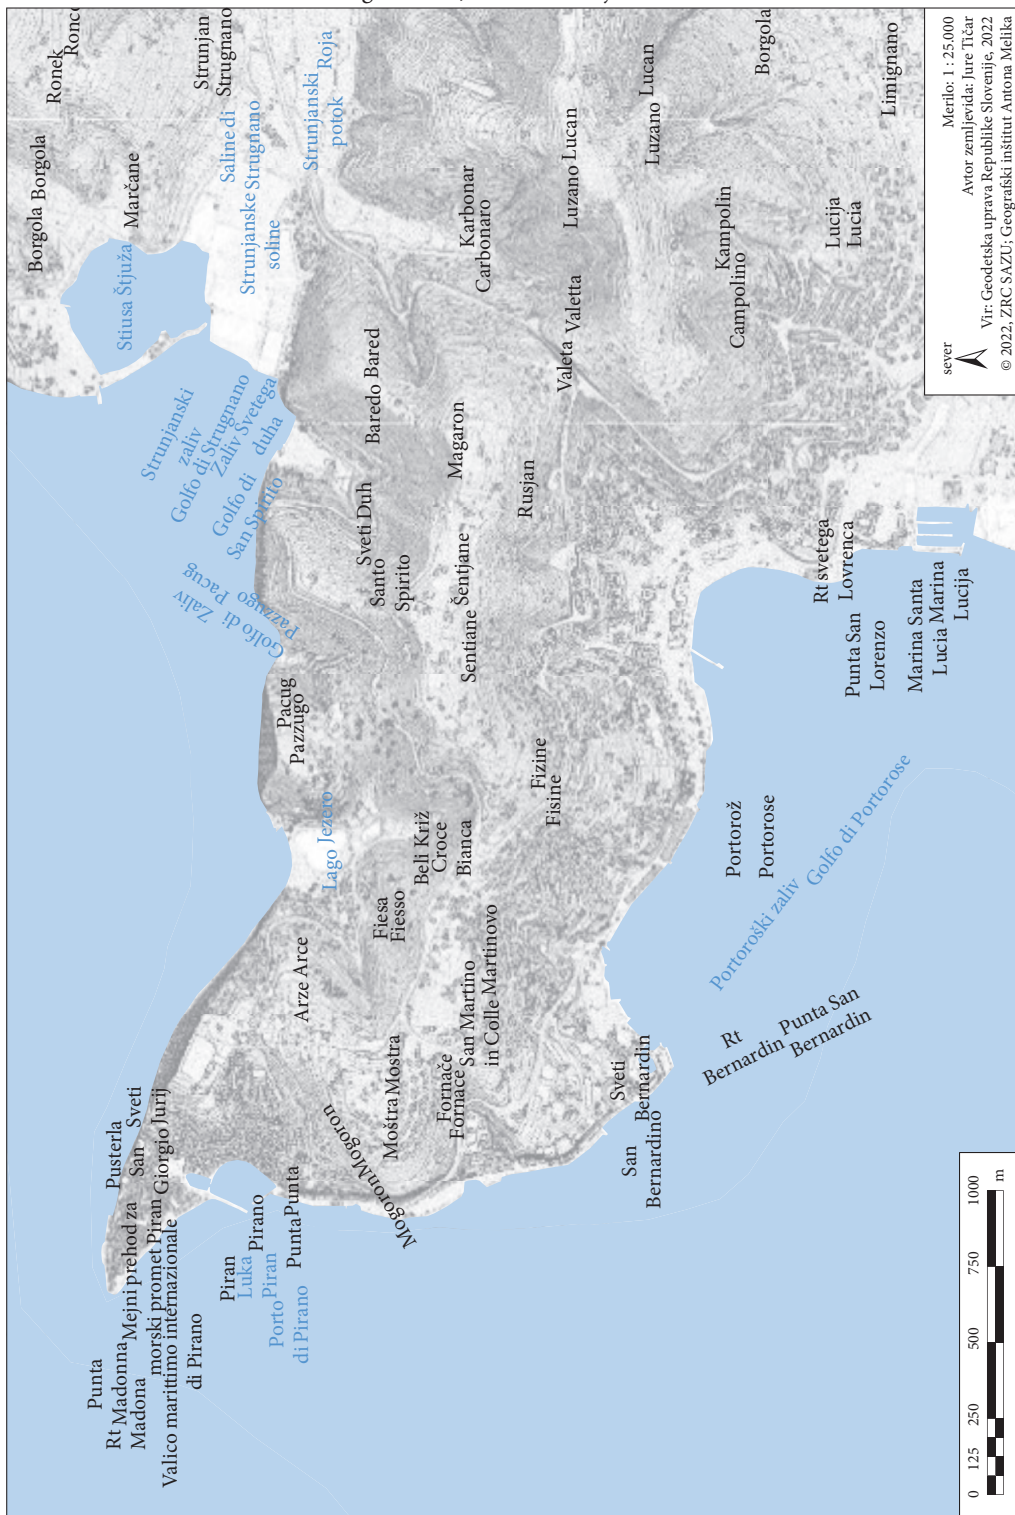 Punta
Rt Madonna
Madona
Mejni prehod za
morski promet Piran
Valico marittimo internazionale
di Pirano
Pusterla
Sveti
San Jurij
Giorgio
Piran
Pirano
Luka
Piran
Porto
di Pirano
Punta Punta
Mogoron Mogoron
Moštra Mostra
Arze Arce
Fornače
Fornace
San Martino
in Colle Martinovo
Fiesa
Fiesso
Lago Jezero
Beli Križ
Croce
Bianca
Pacug
Pazzugo
Zaliv
Pacug
Golfo di
Pazzugo
Strunjanski
zaliv
Golfo di Strugnano
Zaliv Svetega
duha
Golfo di
San Spirito
Stiusa Štjuža
Borgola Borgola
Marčane
Ronek
Ronco
Strunjan
Strugnano
Saline di
Strugnano
Strunjanske
soline
Strunjanski
potok
Roja
Baredo Bared
Sveti Duh
Santo
Spirito
Sentiane Šentjane
Magaron
Rusjan
Karbonar
Carbonaro
Valeta Valetta
Luzano Lucan
Luzano Lucan
Borgola
Limignano
Kampolin
Campolino
Lucija
Lucia
Fizine
Fisine
Sveti
Bernardin
San
Bernardino
Rt
Bernardin
Punta San
Bernardin
Portoroški zaliv
Golfo di Portorose
Portorož
Portorose
Rt svetega
Lovrenca
Punta San
Lorenzo
Marina Santa
Lucia Marina
Lucija
0 125 250 500 750 1000
m
sever
Merilo: 1 : 25.000
Avtor zemljevida: Jure Tičar
Vir: Geodetska uprava Republike Slovenije, 2022
© 2022, ZRC SAZU; Geografski inštitut Antona Melika